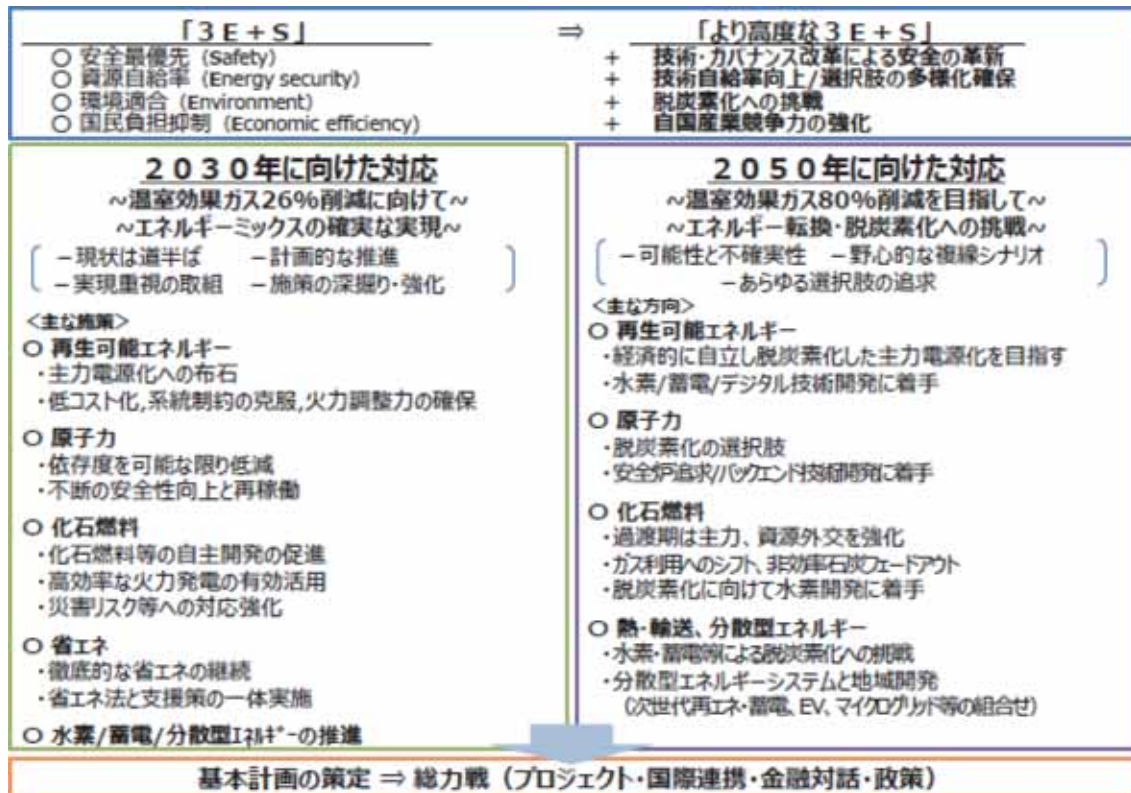 「3E+S」 ⇒ 「より高度な3E+S」
○ 安全最優先 (Safety) + 技術・ガバナンス改革による安全の革新
○ 資源自給率 (Energy security) + 技術自給率向上/選択肢の多様化確保
○ 環境適合 (Environment) + 脱炭素化への挑戦
○ 国民負担抑制 (Economic efficiency) + 自国産業競争力の強化
2030年に向けた対応
~温室効果ガス26%削減に向けて~
~エネルギーミックスの確実な実現~
-現状は道半ば -計画的な推進
-実現重視の取組 -施策の深掘り・強化
<主な施策>
○ 再生可能エネルギー
・主力電源化への布石
・低コスト化,系統制約の克服,火力調整力の確保
○ 原子力
・依存度を可能な限り低減
・不断の安全性向上と再稼働
○ 化石燃料
・化石燃料等の自主開発の促進
・高効率な火力発電の有効活用
・災害リスク等への対応強化
○ 省エネ
・徹底的な省エネの継続
・省エネ法と支援策の一体実施
○ 水素/蓄電/分散型エネルギーの推進
2050年に向けた対応
~温室効果ガス80%削減を目指して~
~エネルギー転換・脱炭素化への挑戦~
-可能性と不確実性 -野心的な複線シナリオ
-あらゆる選択肢の追求
<主な方向>
○ 再生可能エネルギー
・経済的に自立し脱炭素化した主力電源化を目指す
・水素/蓄電/デジタル技術開発に着手
○ 原子力
・脱炭素化の選択肢
・安全炉追求/バックエンド技術開発に着手
○ 化石燃料
・過渡期は主力、資源外交を強化
・ガス利用へのシフト、非効率石炭フェードアウト
・脱炭素化に向けて水素開発に着手
○ 熱・輸送、分散型エネルギー
・水素・蓄電等による脱炭素化への挑戦
・分散型エネルギーシステムと地域開発
(次世代再エネ・蓄電、EV、マイクログリッド等の組合せ)
基本計画の策定 ⇒ 総力戦(プロジェクト・国際連携・金融対話・政策)